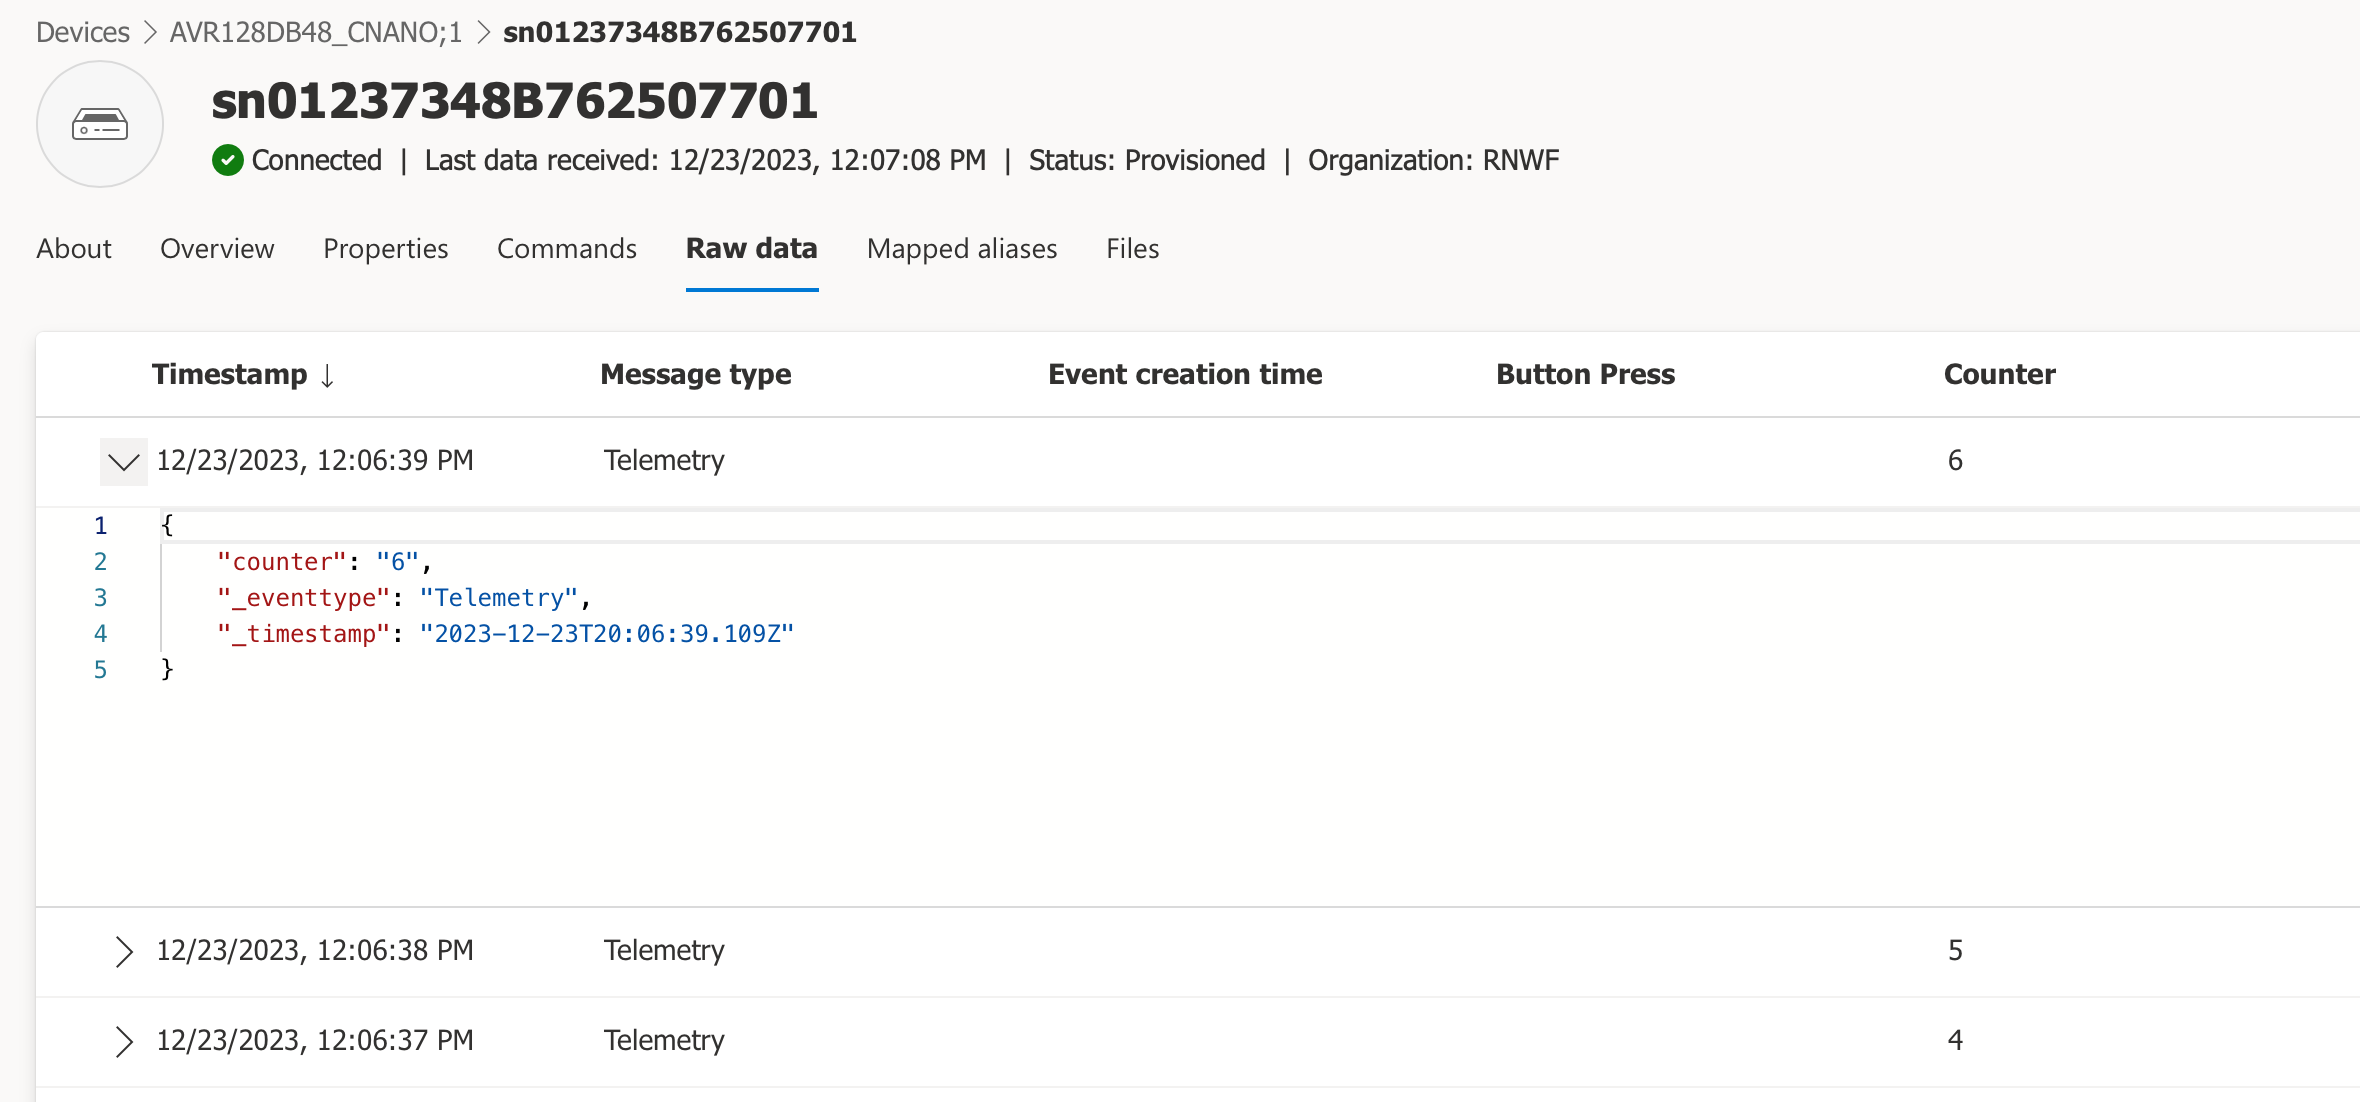 Devices > AVR128DB48_CNANO;1 > sn01237348B762507701
sn01237348B762507701
Connected | Last data received: 12/23/2023, 12:07:08 PM | Status: Provisioned | Organization: RNWF
About Overview Properties Commands Raw data Mapped aliases Files
Timestamp ↓ Message type Event creation time Button Press Counter
12/23/2023, 12:06:39 PM Telemetry 6
1 {
2 "counter": "6",
3 "_eventtype": "Telemetry",
4 "_timestamp": "2023-12-23T20:06:39.109Z"
5 }
12/23/2023, 12:06:38 PM Telemetry 5
12/23/2023, 12:06:37 PM Telemetry 4